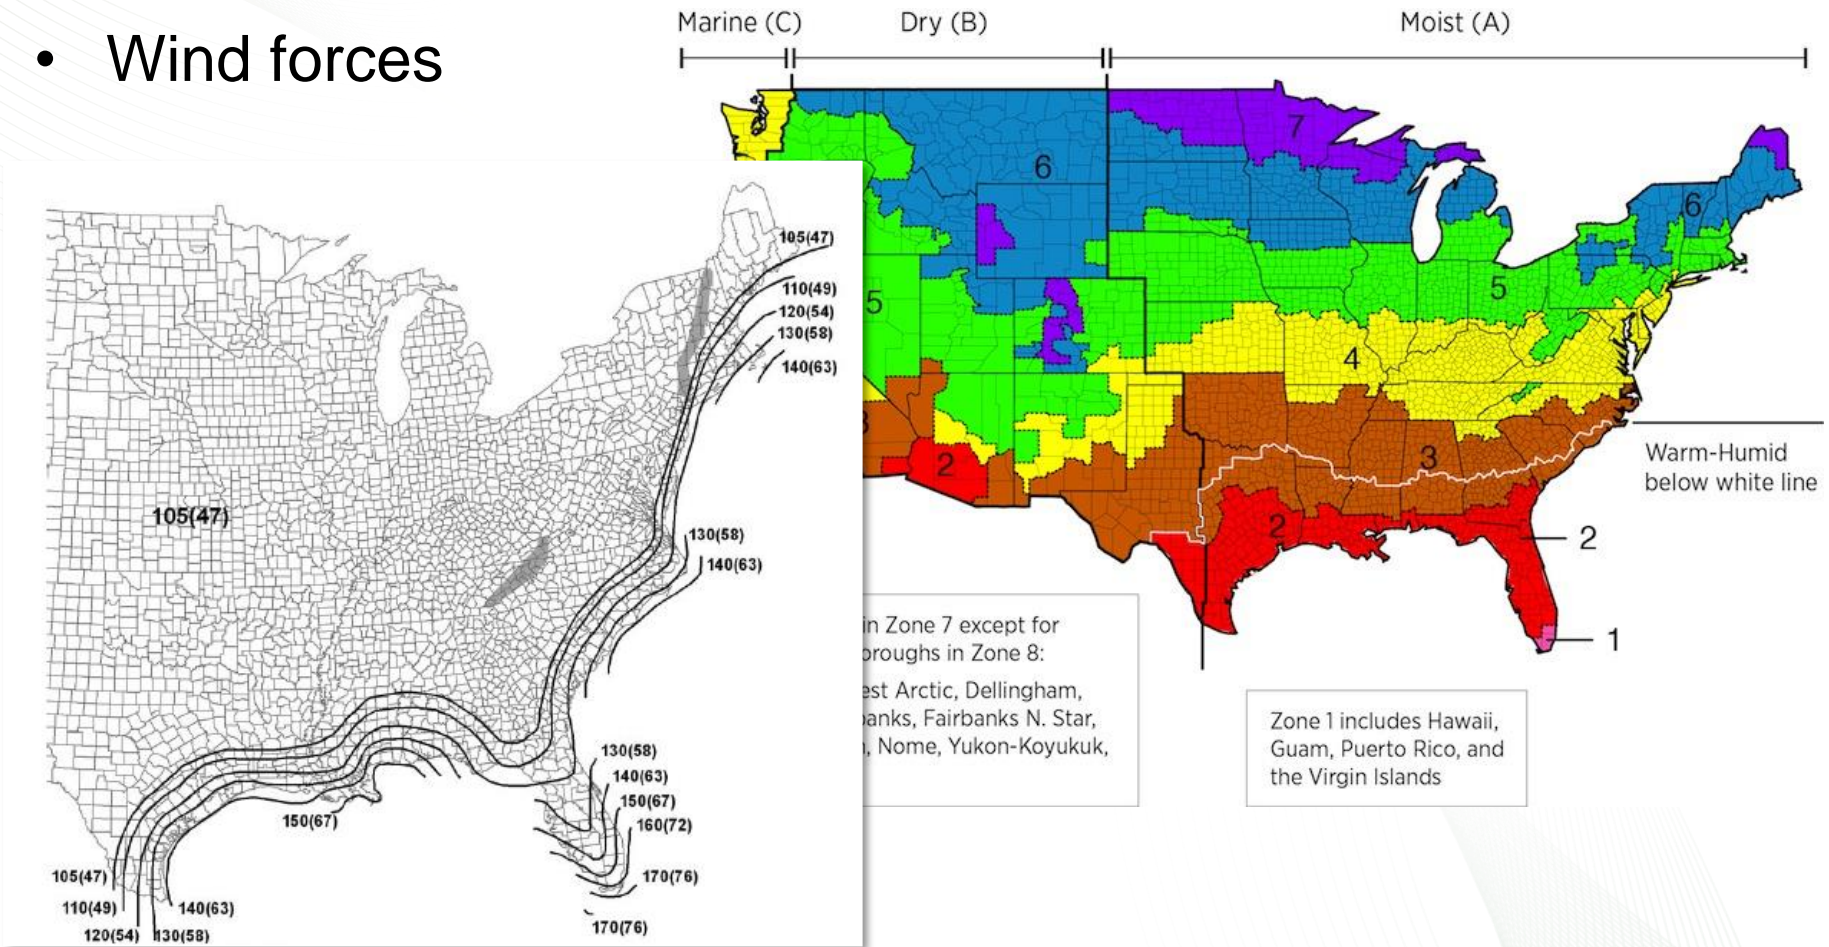 • Wind forces
Marine (C)
Dry (B)
Moist (A)
7
6
6
5
5
4
3
2
2
2
1
Warm-Humid
below white line
105(47)
110(49)
120(54)
130(58)
140(63)
105(47)
130(58)
140(63)
130(58)
140(63)
150(67)
160(72)
170(76)
170(76)
150(67)
105(47)
110(49)
120(54)
130(58)
140(63)
in Zone 7 except for
oroughs in Zone 8:
est Arctic, Dellingham,
banks, Fairbanks N. Star,
, Nome, Yukon-Koyukuk,
Zone 1 includes Hawaii,
Guam, Puerto Rico, and
the Virgin Islands